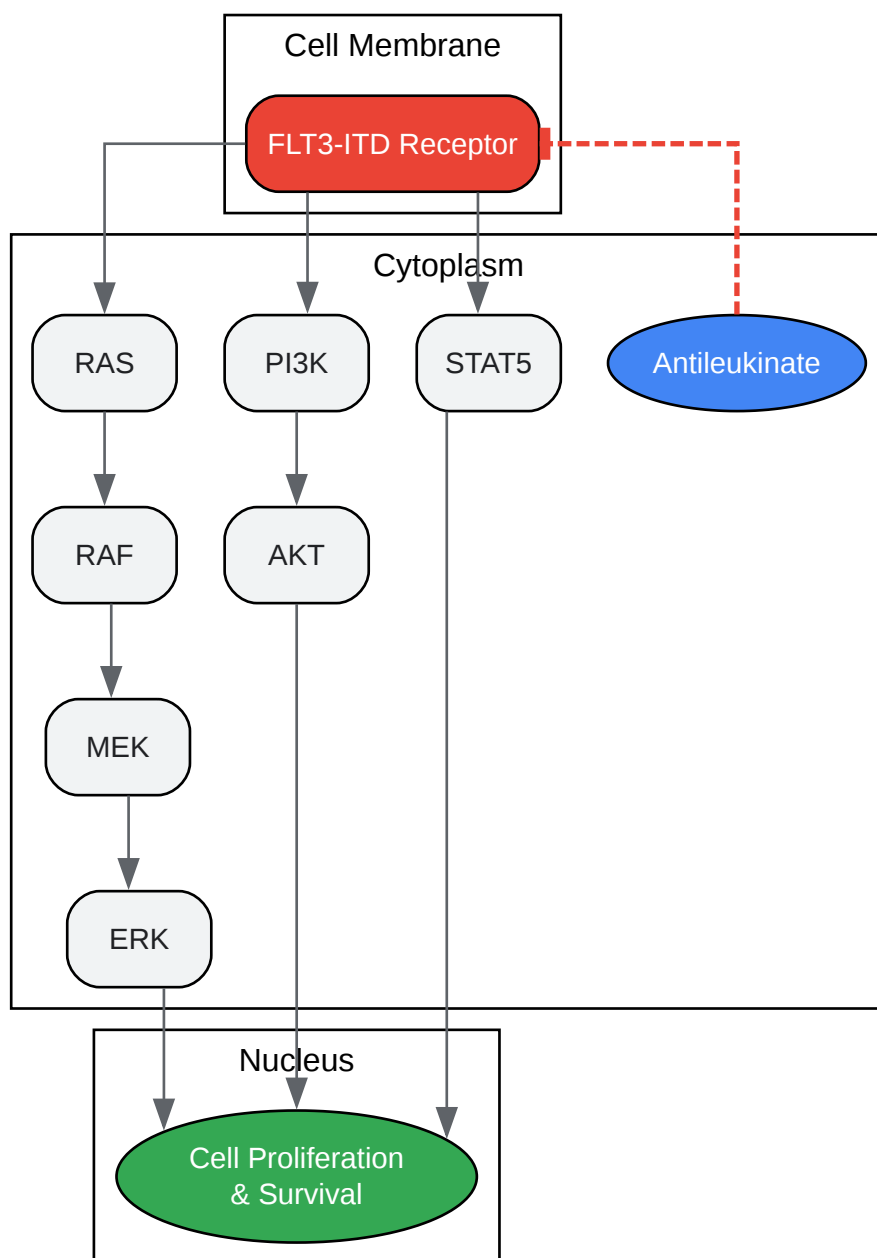 Cell Membrane
FLT3-ITD Receptor
Cytoplasm
RAS
PI3K
STAT5
Antileukinate
RAF
AKT
MEK
ERK
Nucleus
Cell Proliferation
& Survival